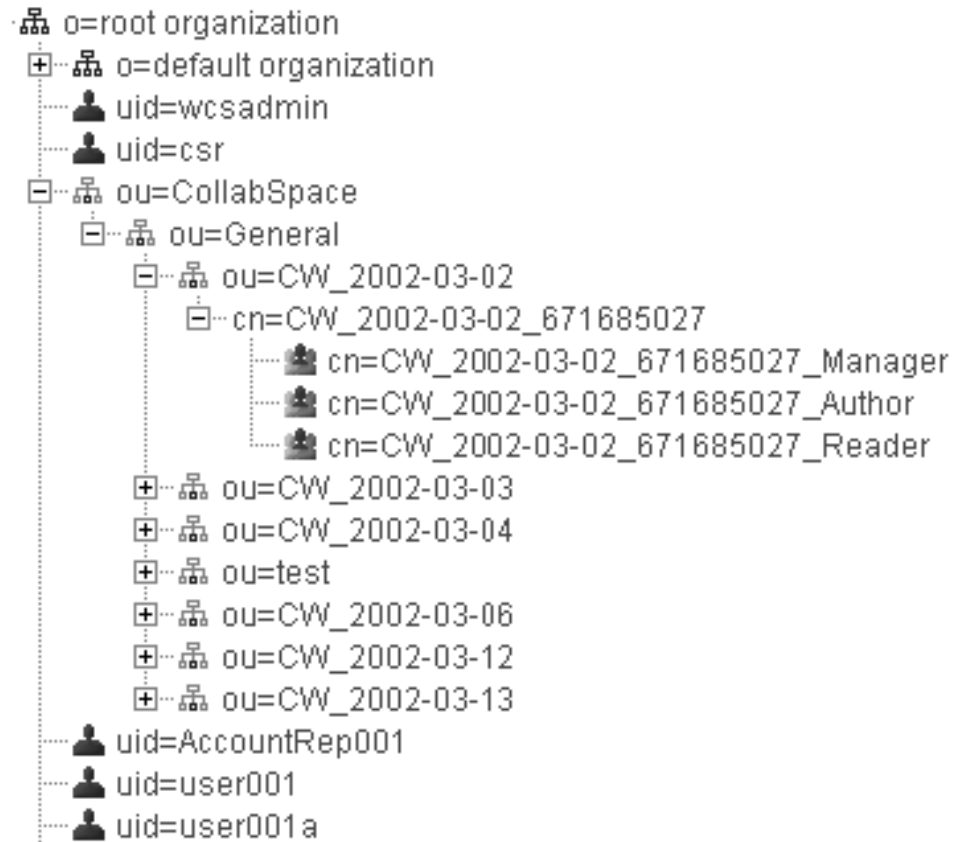 o=root organization
o=default organization
uid=wcsadmin
uid=csr
ou=CollabSpace
ou=General
ou=CW_2002-03-02
cn=CW_2002-03-02_671685027
cn=CW_2002-03-02_671685027_Manager
cn=CW_2002-03-02_671685027_Author
cn=CW_2002-03-02_671685027_Reader
ou=CW_2002-03-03
ou=CW_2002-03-04
ou=test
ou=CW_2002-03-06
ou=CW_2002-03-12
ou=CW_2002-03-13
uid=AccountRep001
uid=user001
uid=user001a